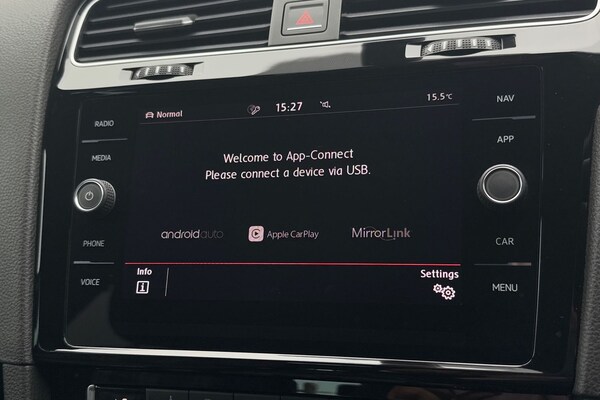 Normal 15:27 15.5°C
NAV
RADIO
APP
MEDIA
Welcome to App-Connect
Please connect a device via USB.
androidauto Apple CarPlay MirrorLink
PHONE
CAR
Info
Settings
VOICE
MENU